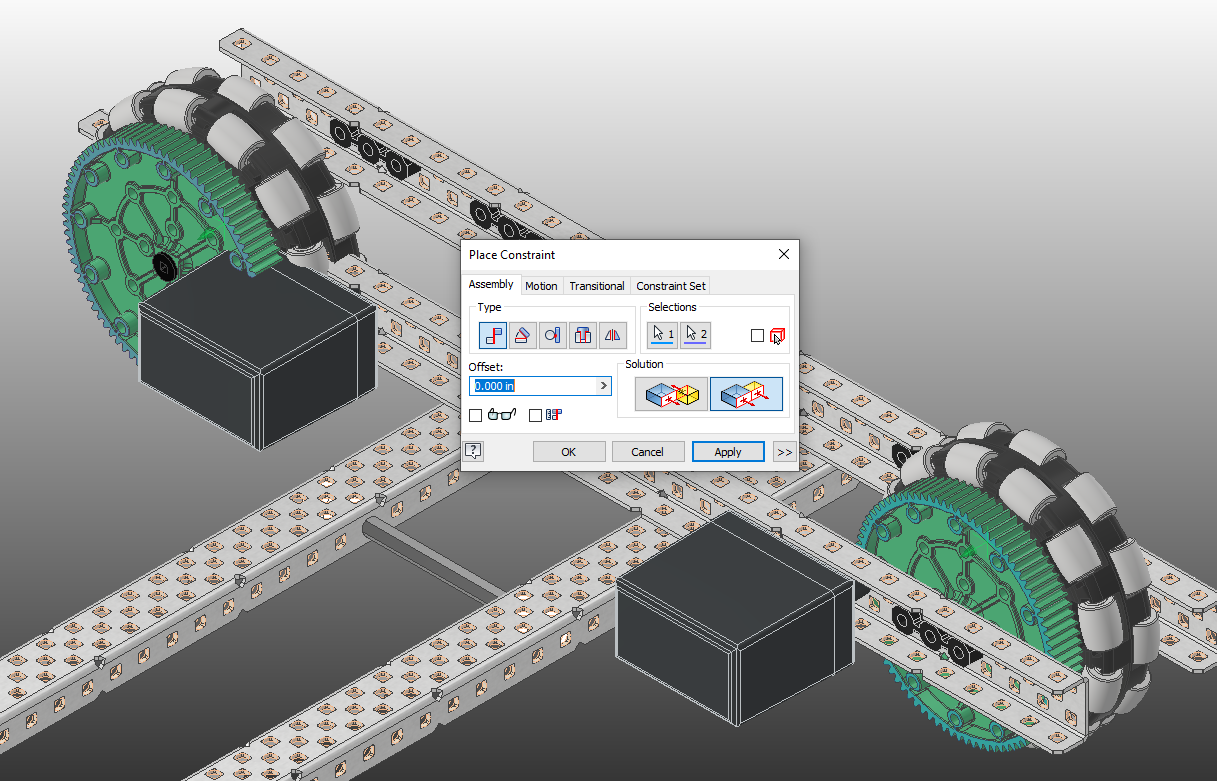 Place Constraint
Assembly Motion Transitional Constraint Set
Type
Selections
1 2
Offset:
0.000 in
>
Solution
?
OK Cancel Apply >>